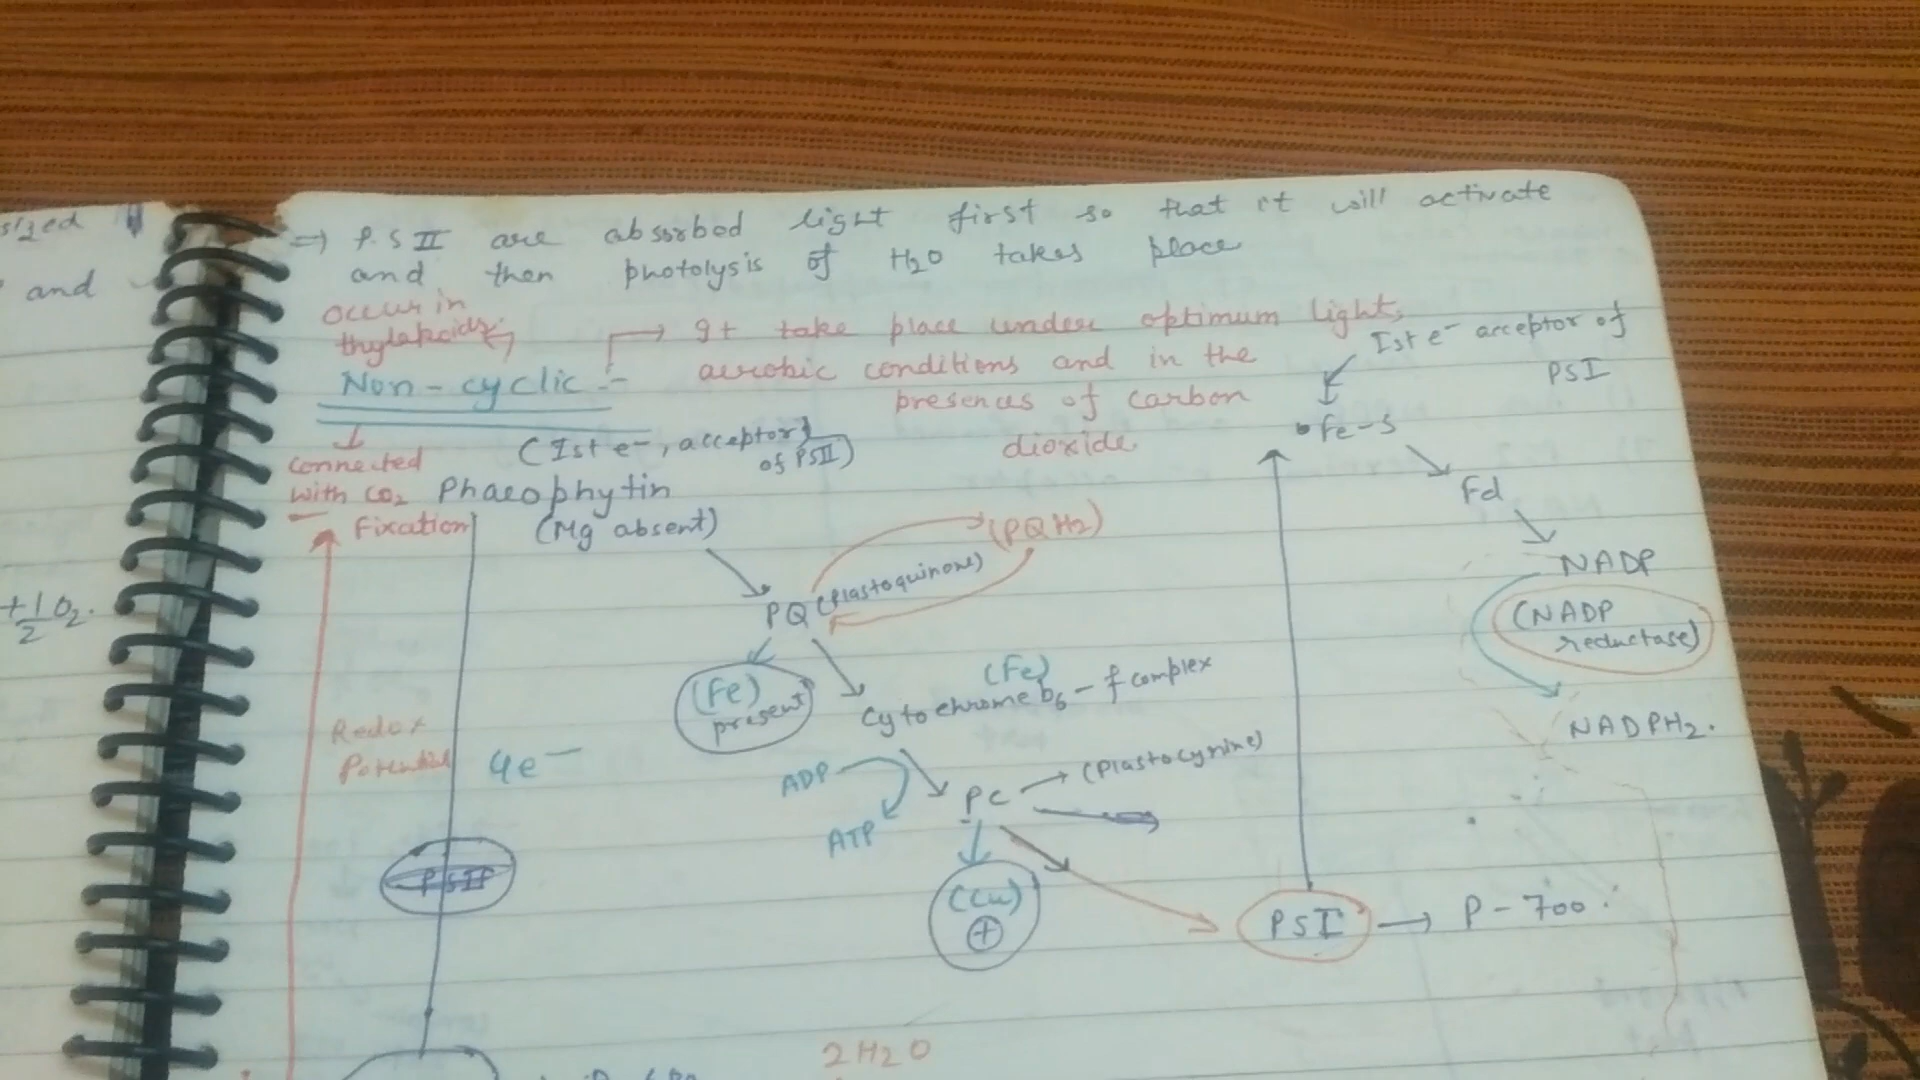 sized
and
+1/2 O2.
⇒ P.S II are absorbed light first so that it will activate
and then photolysis of H2O takes place
occur in
thylakoids
→ It take place under optimum light,
aerobic conditions and in the
presences of carbon
dioxide
Non-cyclic :-
connected
with CO2
Fixation
(Ist e-, acceptor
of PSII)
Phaeophytin
(Mg absent)
PQ (Plastoquinone)
(PQH2)
(Fe)
present
(Fe)
Cytochrome b6 - f complex
ADP
ATP
PC → (Plastocynine)
(Cu)
+
Redox
Potential
4e-
PSII
Ist e- acceptor of
PSI
Fe-S
Fd
NADP
(NADP
reductase)
NADPH2.
PSI → P-700.
2H2O